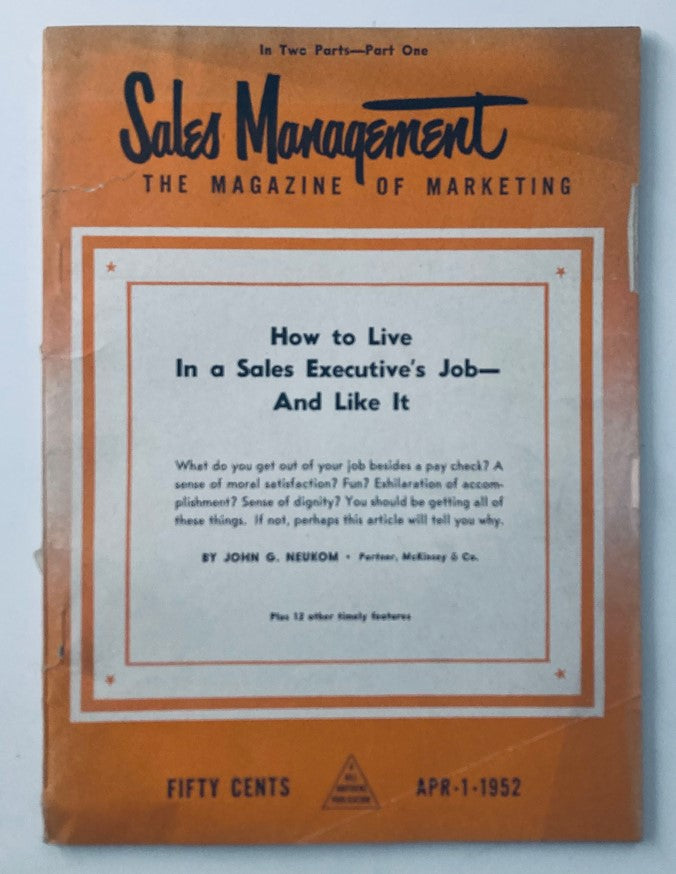 In Two Parts—Part One
Sales Management
THE MAGAZINE OF MARKETING
How to Live
In a Sales Executive's Job—
And Like It
What do you get out of your job besides a pay check? A
sense of moral satisfaction? Fun? Exhilaration of accom-
plishment? Sense of dignity? You should be getting all of
these things. If not, perhaps this article will tell you why.
BY JOHN G. NEUKOM • Partner, McKinsey & Co.
Plus 12 other timely features
FIFTY CENTS
A
BILL
BROTHERS
PUBLICATION
APR·1·1952